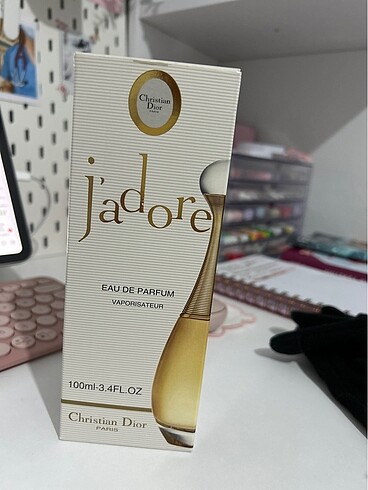 Christian
Dior
PARIS
j'adore
EAU DE PARFUM
VAPORISATEUR
100ml-3.4FL.OZ
Christian Dior
PARIS